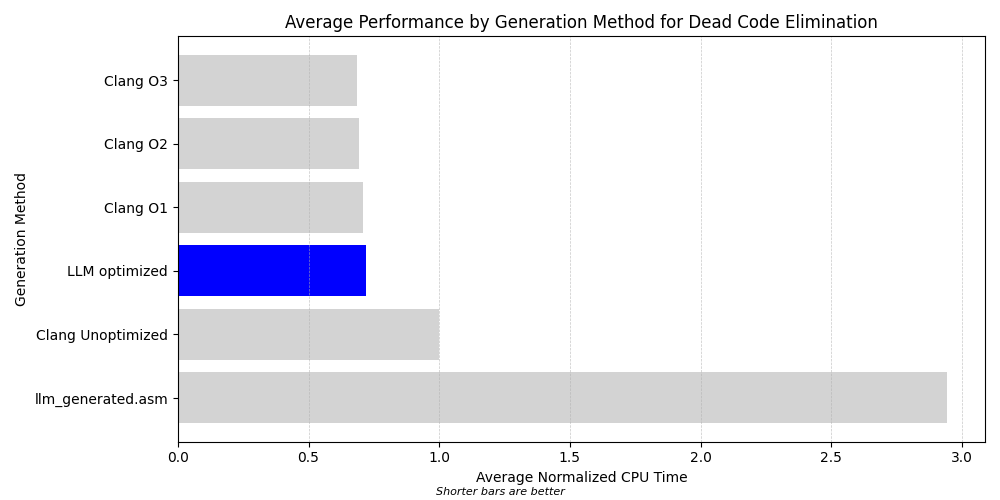 Average Performance by Generation Method for Dead Code Elimination
Generation Method
Clang O3
Clang O2
Clang O1
LLM optimized
Clang Unoptimized
llm_generated.asm
0.0 0.5 1.0 1.5 2.0 2.5 3.0
Average Normalized CPU Time
Shorter bars are better